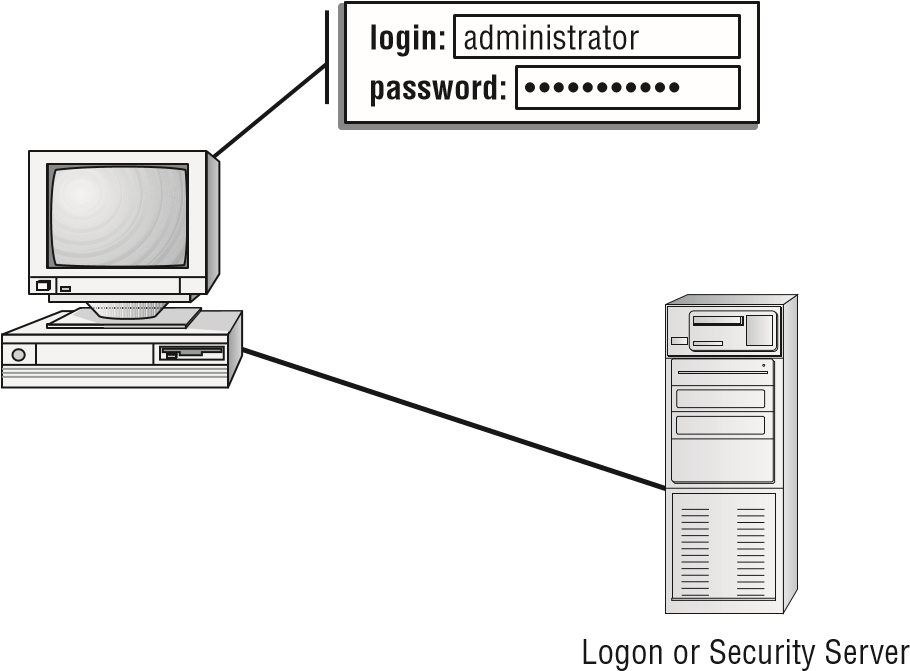 login: administrator
password: •••••••••••
Logon or Security Server